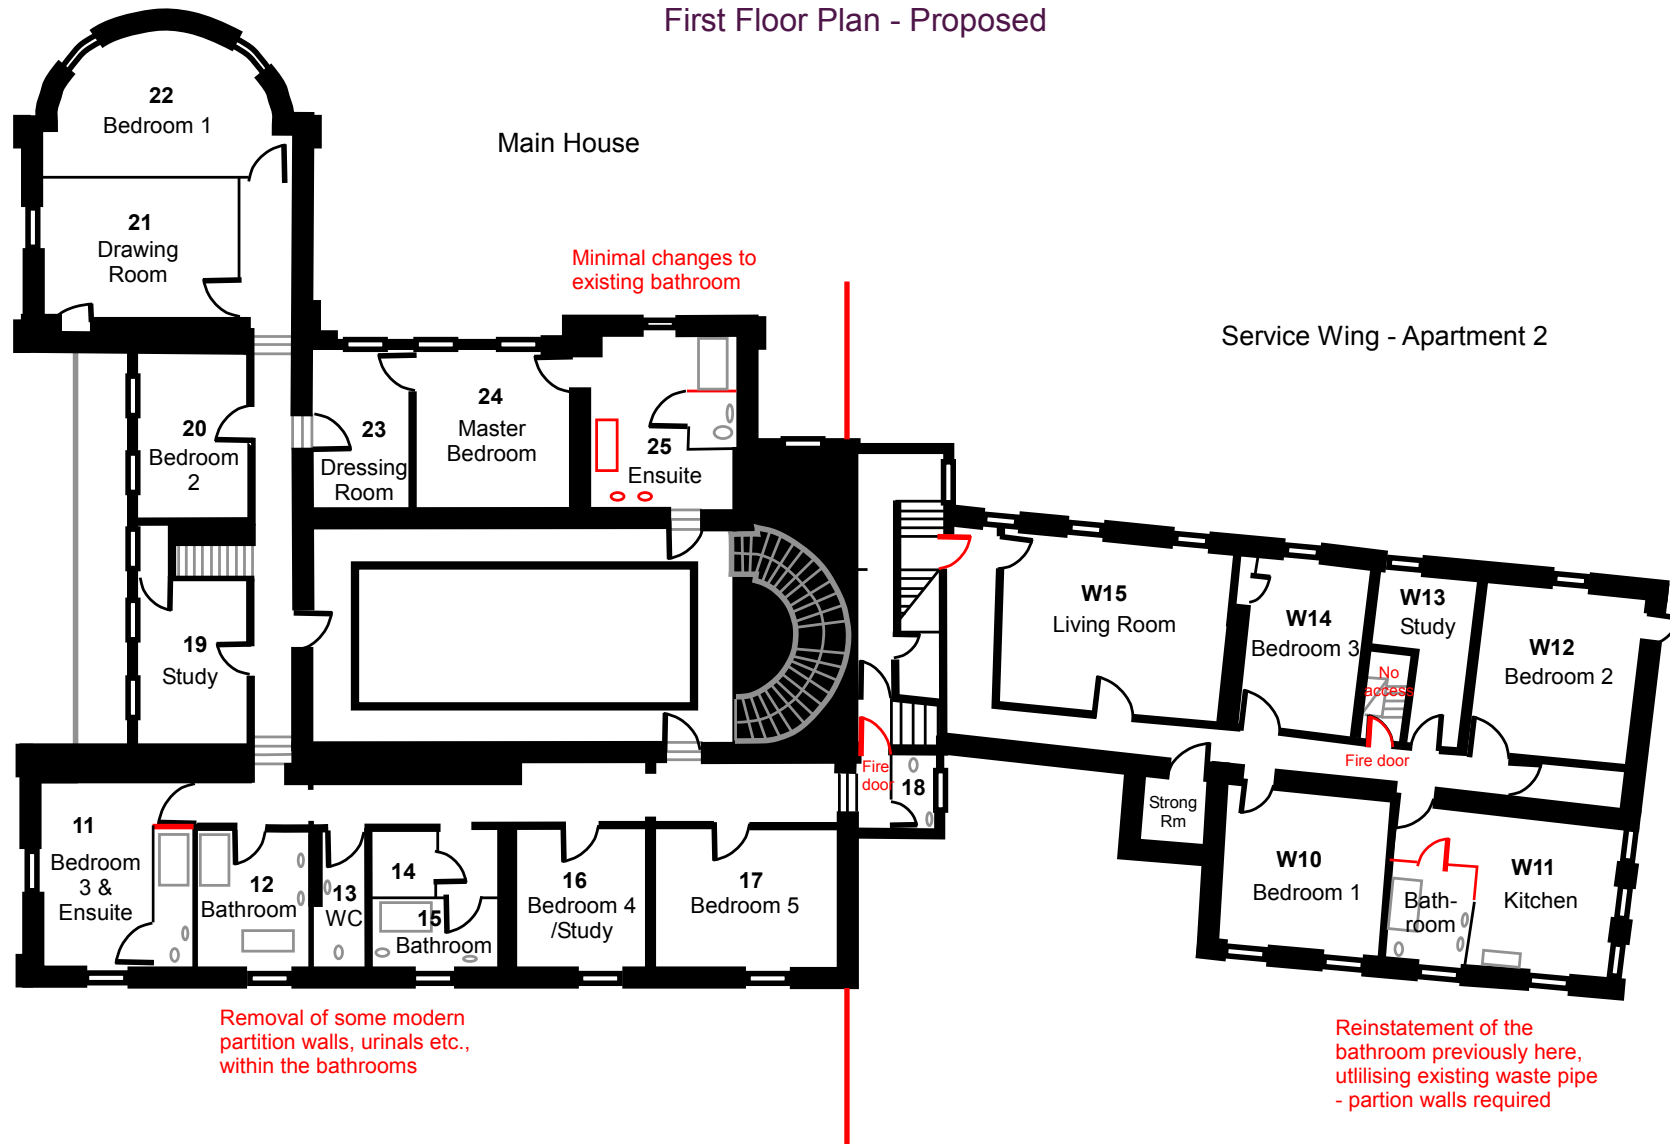 First Floor Plan - Proposed
22
Bedroom 1
Main House
21
Drawing
Room
Minimal changes to
existing bathroom
Service Wing - Apartment 2
20
Bedroom
2
23
Dressing
Room
24
Master
Bedroom
25
Ensuite
19
Study
W15
Living Room
W14
Bedroom 3
W13
Study
No
access
W12
Bedroom 2
Fire door
Fire
door
18
Strong
Rm
11
Bedroom
3 &
Ensuite
12
Bathroom
13
WC
14
15
Bathroom
16
Bedroom 4
/Study
17
Bedroom 5
W10
Bedroom 1
Bath-
room
W11
Kitchen
Removal of some modern
partition walls, urinals etc.,
within the bathrooms
Reinstatement of the
bathroom previously here,
utlilising existing waste pipe
- partion walls required